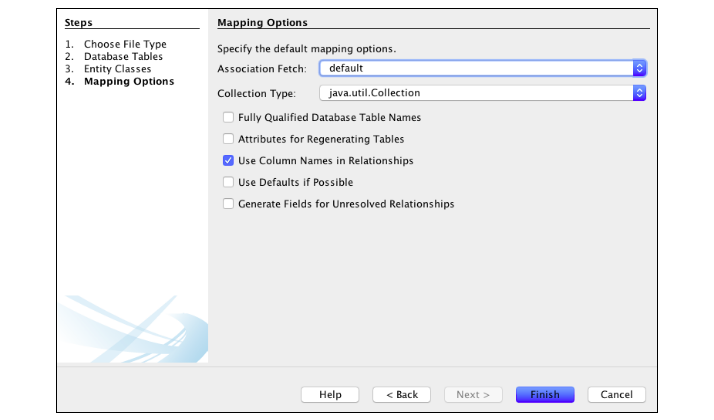 Steps
1. Choose File Type
2. Database Tables
3. Entity Classes
4. Mapping Options
Mapping Options
Specify the default mapping options.
Association Fetch: default
Collection Type: java.util.Collection
Fully Qualified Database Table Names
Attributes for Regenerating Tables
Use Column Names in Relationships
Use Defaults if Possible
Generate Fields for Unresolved Relationships
Help < Back Next > Finish Cancel